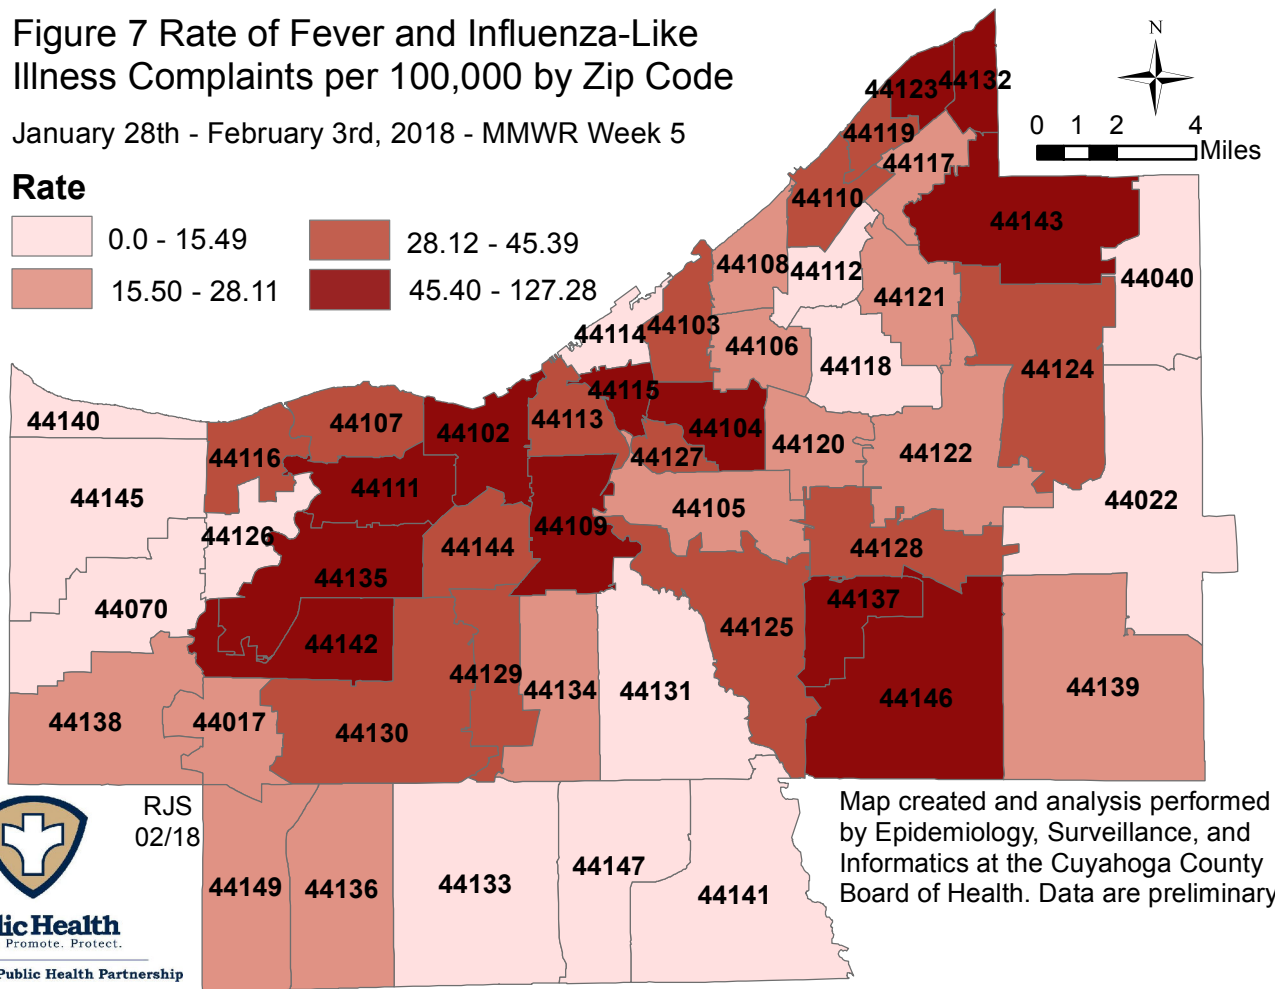 Figure 7 Rate of Fever and Influenza-Like
Illness Complaints per 100,000 by Zip Code
January 28th - February 3rd, 2018 - MMWR Week 5
Rate
0.0 - 15.49
15.50 - 28.11
28.12 - 45.39
45.40 - 127.28
N
0 1 2 4
Miles
44123 44132
44119
44117
44110
44143
44108 44112
44040
44121
44114 44103
44106
44118
44124
44115
44140
44107
44102
44113
44104
44120
44122
44116
44127
44111
44145
44105
44022
44126
44109
44144
44128
44135
44070
44137
44125
44142
44129
44134 44131
44139
44146
44138
44017
44130
44149 44136
44133
44147
44141
RJS
02/18
lic Health
Promote. Protect.
Public Health Partnership
Map created and analysis performed
by Epidemiology, Surveillance, and
Informatics at the Cuyahoga County
Board of Health. Data are preliminary